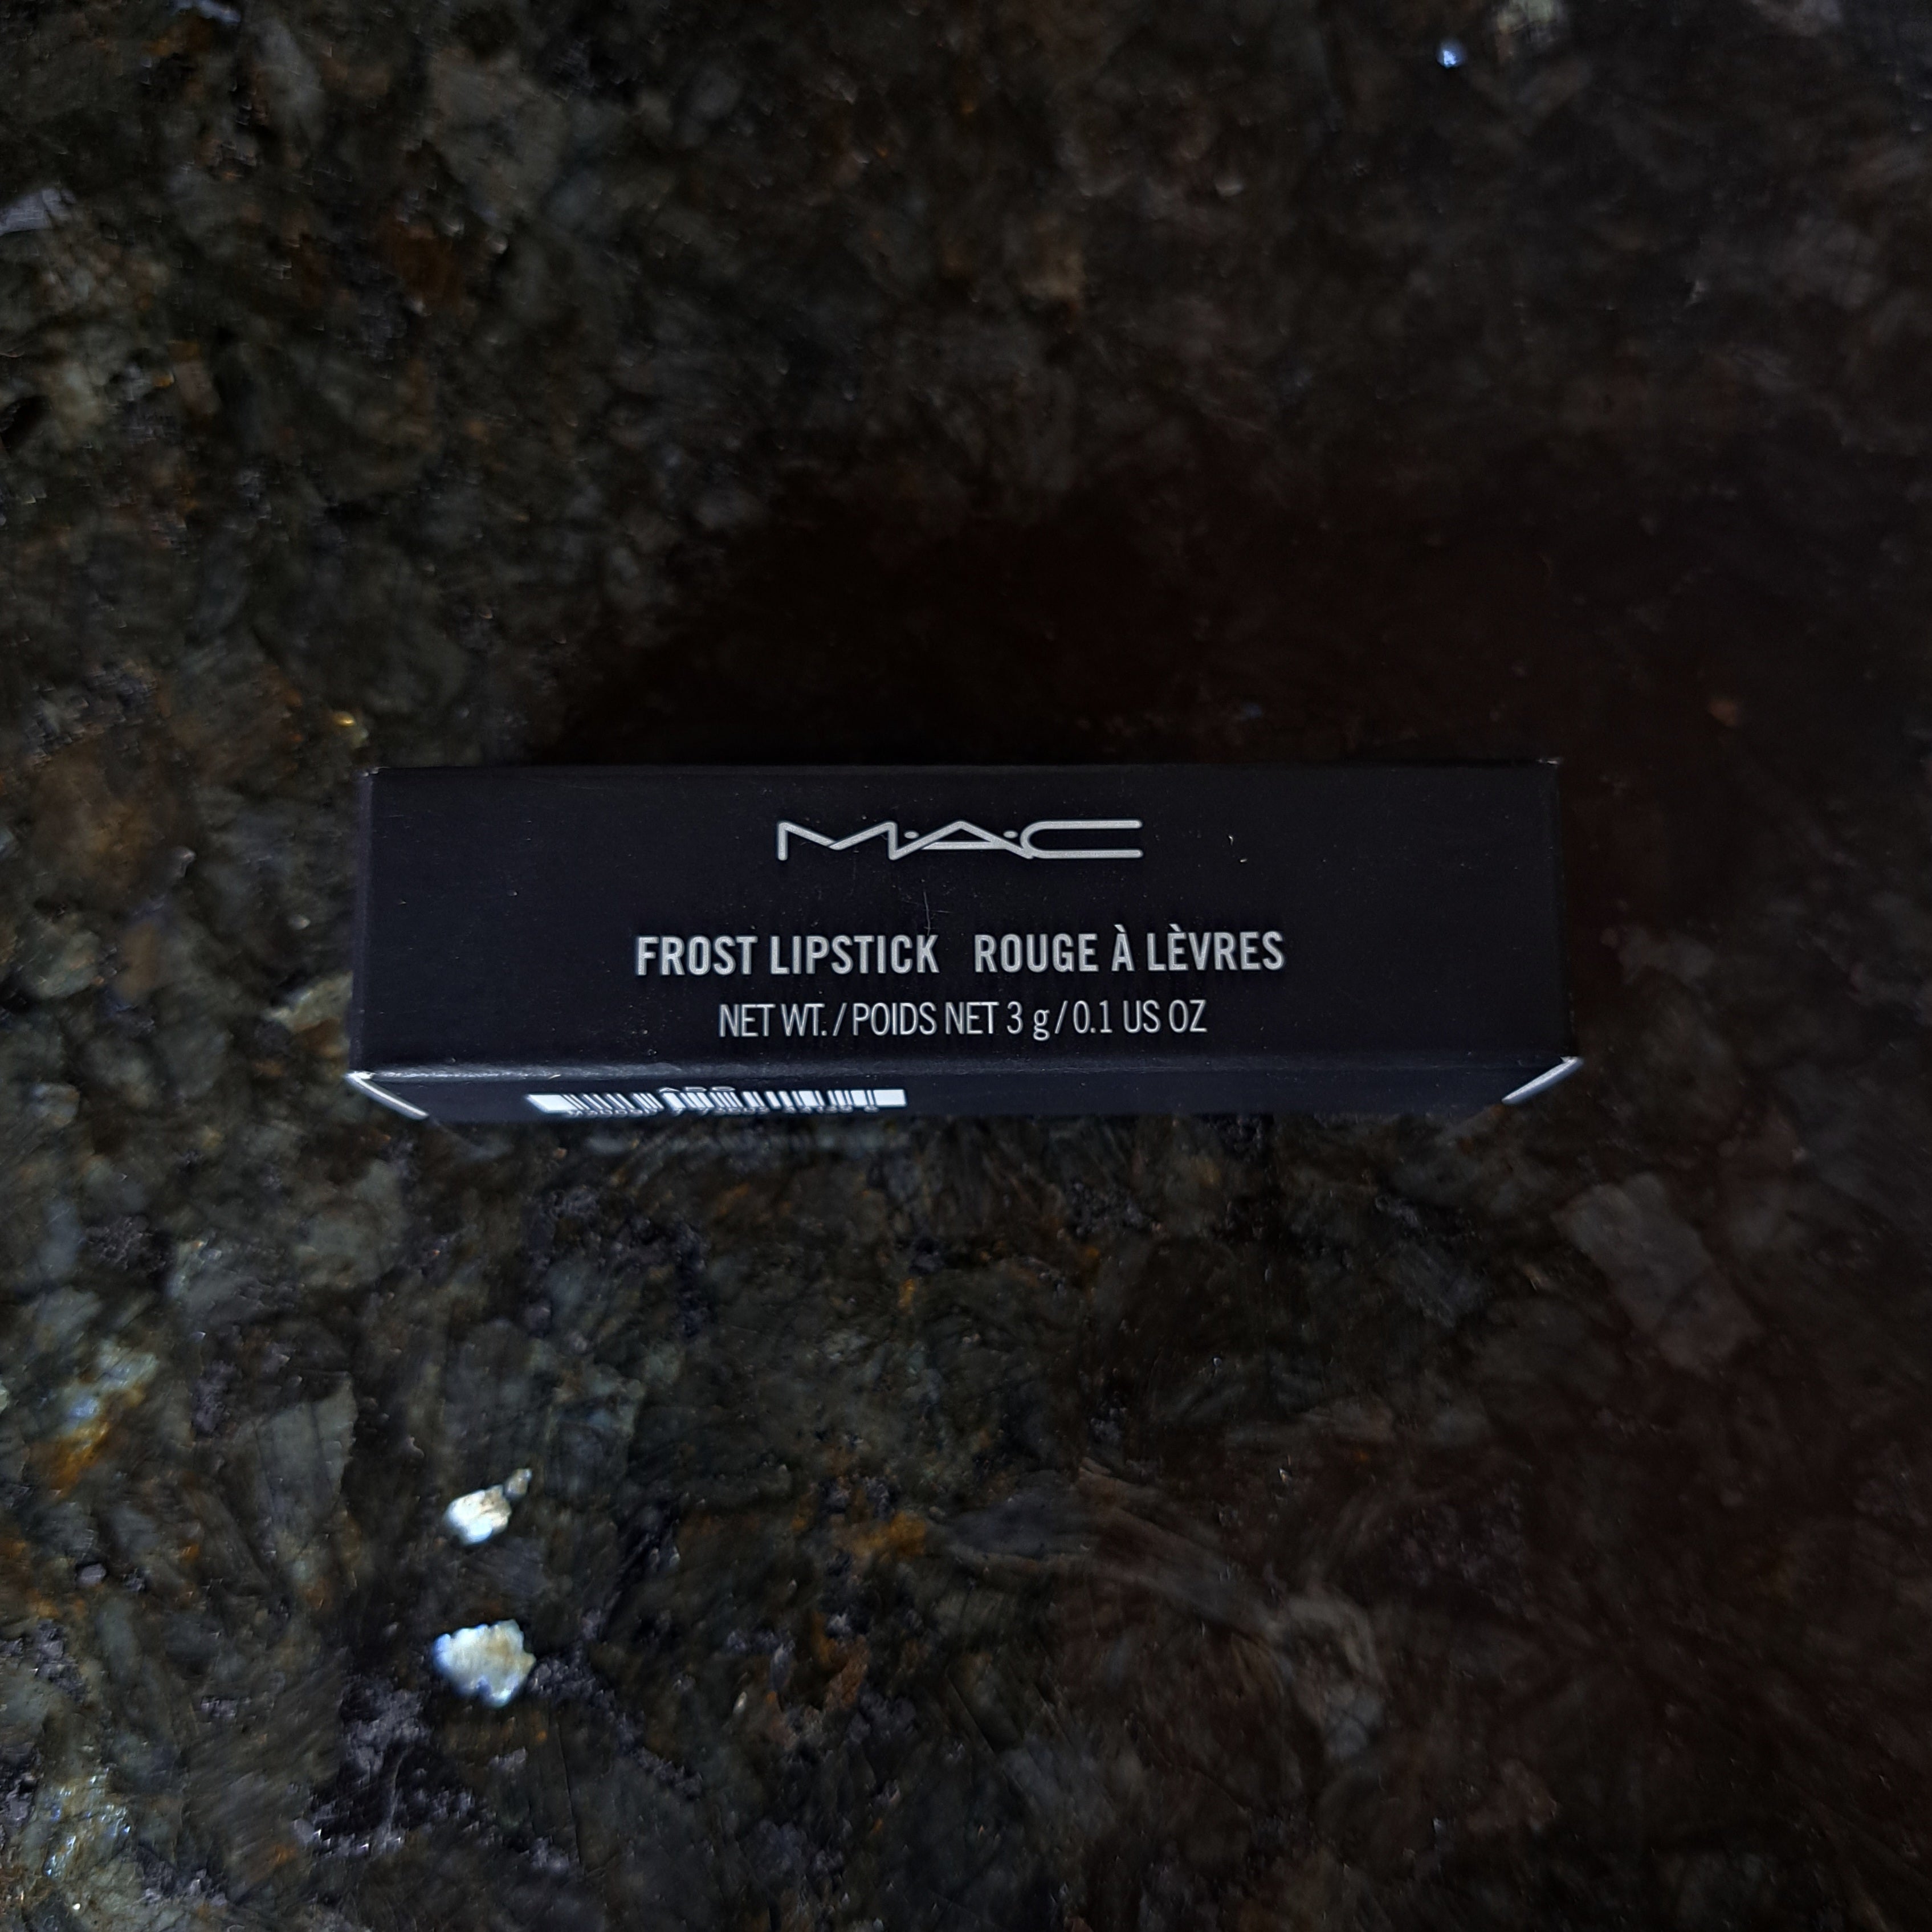 M·A·C
FROST LIPSTICK ROUGE À LÈVRES
NET WT. / POIDS NET 3 g / 0.1 US OZ